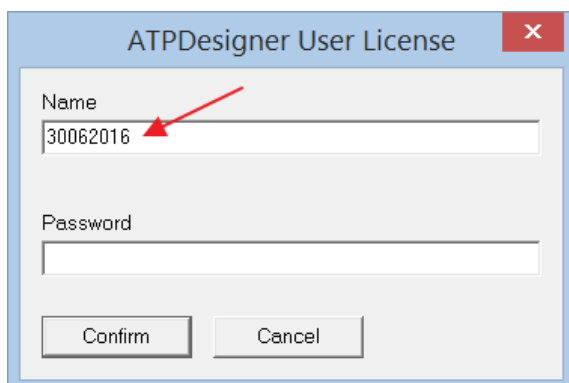 ATPDesigner User License
Name
30062016
Password
Confirm
Cancel